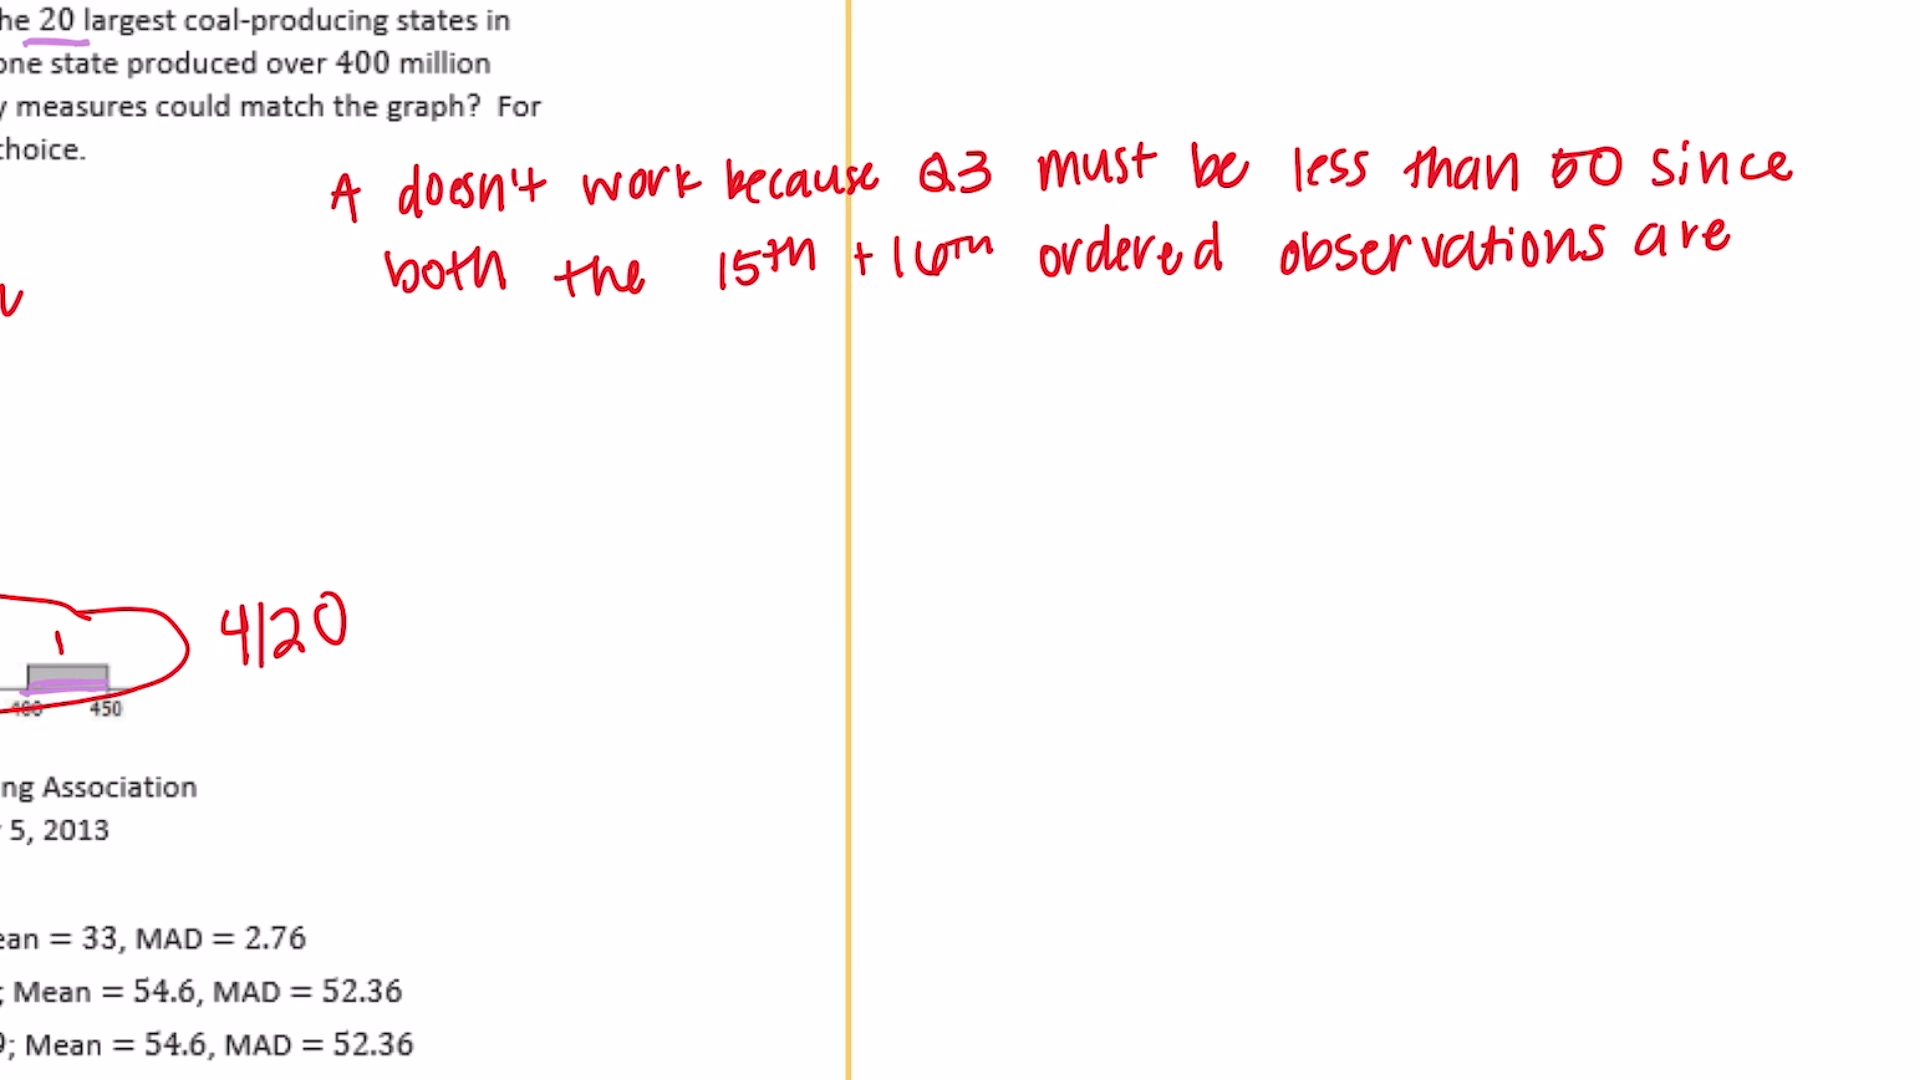 he 20 largest coal-producing states in
one state produced over 400 million
y measures could match the graph? For
choice.
A doesn't work because Q3 must be less than 50 since
both the 15th + 16th ordered observations are
1
4/20
400 450
ng Association
5, 2013
ean = 33, MAD = 2.76
; Mean = 54.6, MAD = 52.36
; Mean = 54.6, MAD = 52.36